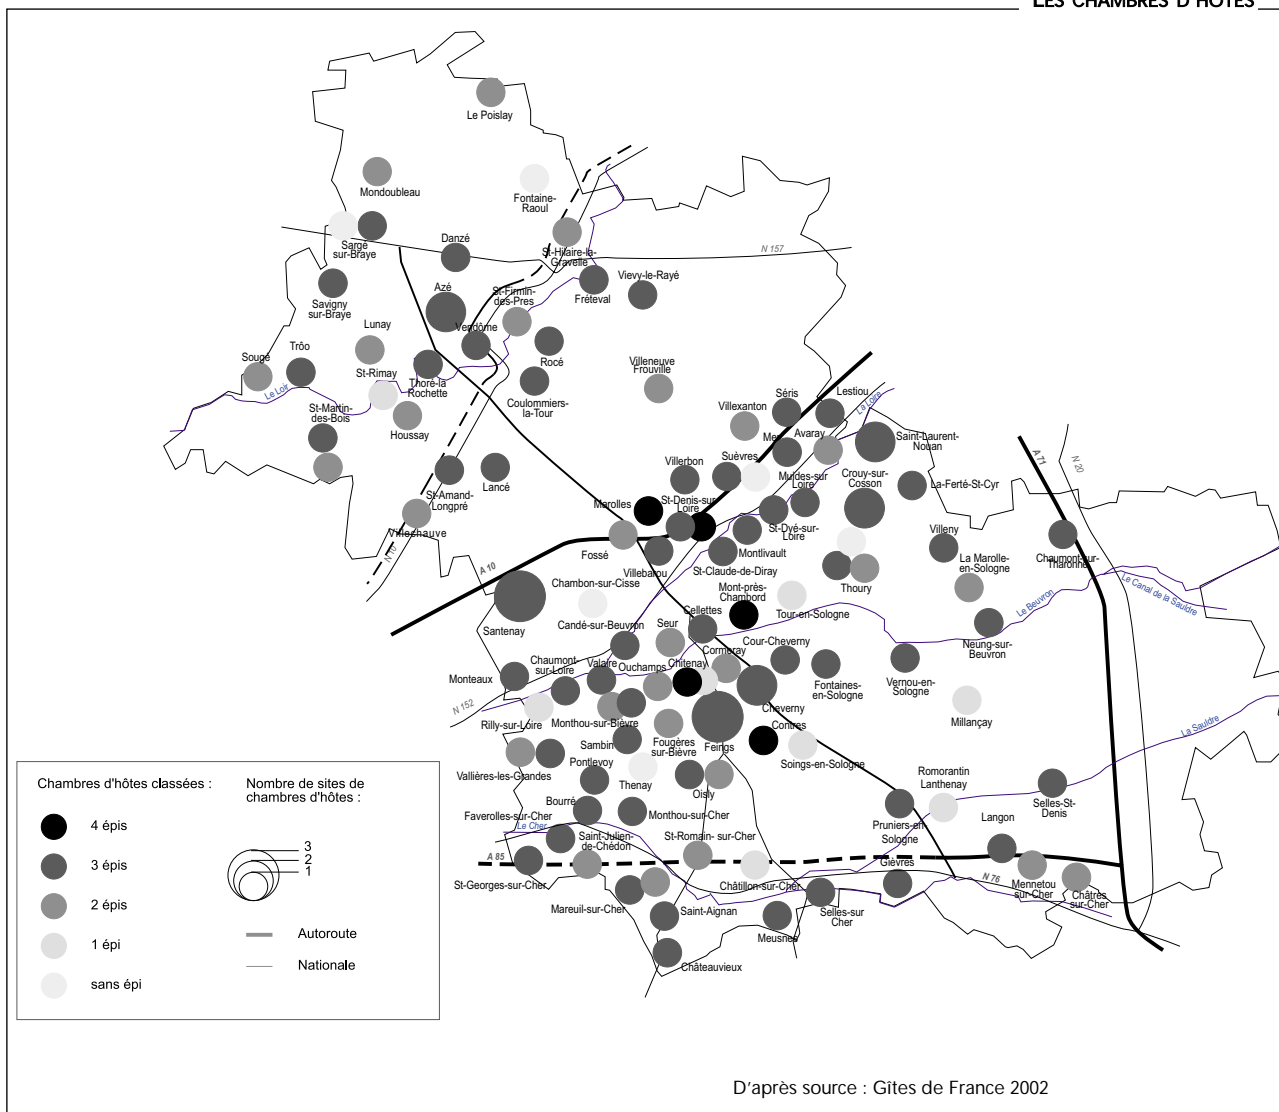 LES CHAMBRES D'HÔTES
Le Poislay
Mondoubleau
Fontaine-
Raoul
Sargé
sur-Braye
Danzé
St-Hilaire-la-
Gravelle
N 157
Vievy-le-Rayé
Fréteval
Savigny
sur-Braye
Azé
St-Firmin-
des-Pres
Vendôme
Lunay
Trôo
Sougé
St-Rimay
Thoré-la
Rochette
Rocé
Coulommiers-
la-Tour
Villeneuve
Frouville
Le Loir
Houssay
St-Martin-
des-Bois
Séris
Lestiou
La Loire
Villexanton
Avaray
Mer
Saint-Laurent-
Nouan
Suèvres
Villerbon
Muides-sur
Loire
Crouy-sur-
Cosson
La-Ferté-St-Cyr
A 71
N 20
St-Amand-
Longpré
Lancé
Marolles
St-Denis-sur-
Loire
St-Dyé-sur-
Loire
Villechauve
N 10
Fossé
Villebarou
Montlivault
St-Claude-de-Diray
Villeny
La Marolle-
en-Sologne
Chaumont-sur-
Tharonne
Thoury
A 10
Chambon-sur-Cisse
Mont-près-
Chambord
Tour-en-Sologne
Le Beuvron
Le Canal de la Sauldre
Santenay
Candé-sur-Beuvron
Cellettes
Seur
Neung-sur-
Beuvron
Cour-Cheverny
Cormeray
Chitenay
Ouchamps
Valaire
Chaumont-
sur-Loire
Monteaux
Fontaines-
en-Sologne
Vernou-en-
Sologne
Cheverny
Millançay
N 152
Rilly-sur-Loire
Monthou-sur-Bièvre
Contres
La Sauldre
Sambin
Fougères
sur-Bièvre
Feings
Soings-en-Sologne
Vallières-les-Grandes
Pontlevoy
Thenay
Oisly
Romorantin
Lanthenay
Selles-St-
Denis
Bourré
Faverolles-sur-Cher
Monthou-sur-Cher
Pruniers-en
Sologne
Langon
Le Cher
Saint-Julien-
de-Chédon
St-Romain- sur-Cher
A 85
St-Georges-sur-Cher
Châtillon-sur-Cher
Gièvres
N 76
Mennetou
sur-Cher
Châtres
sur-Cher
Mareuil-sur-Cher
Saint-Aignan
Meusnes
Selles-sur
Cher
Châteauvieux
Chambres d'hôtes classées :
4 épis
3 épis
2 épis
1 épi
sans épi
Nombre de sites de
chambres d'hôtes :
3
2
1
Autoroute
Nationale
D'après source : Gîtes de France 2002